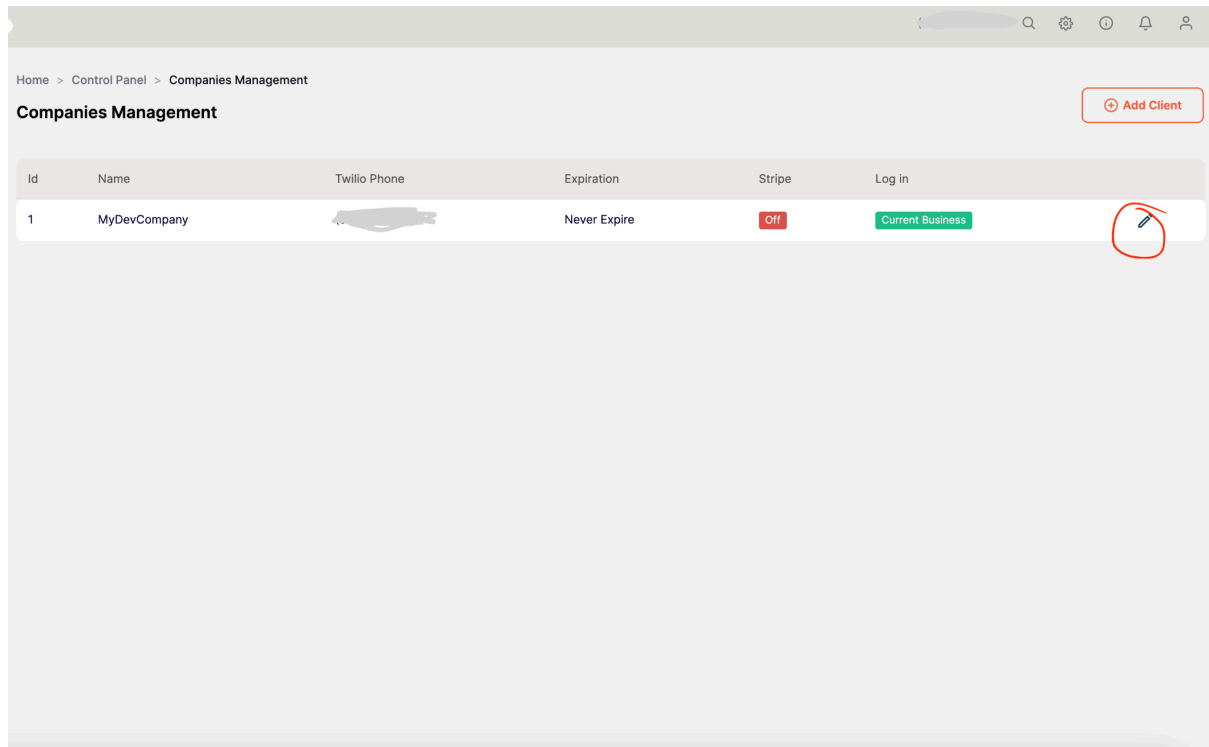 Home > Control Panel > Companies Management
Companies Management
Add Client
Id Name Twilio Phone Expiration Stripe Log in
1 MyDevCompany Never Expire Off Current Business